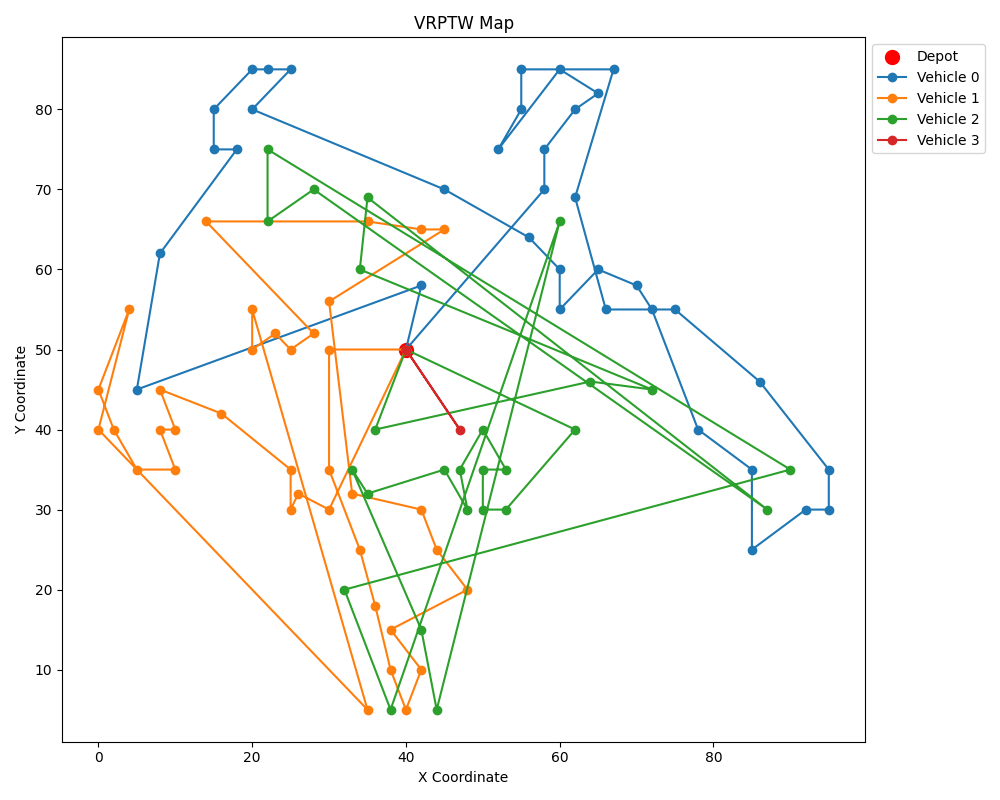 VRPTW Map
Depot
Vehicle 0
Vehicle 1
Vehicle 2
Vehicle 3
Y Coordinate
80
70
60
50
40
30
20
10
0
20
40
60
80
X Coordinate